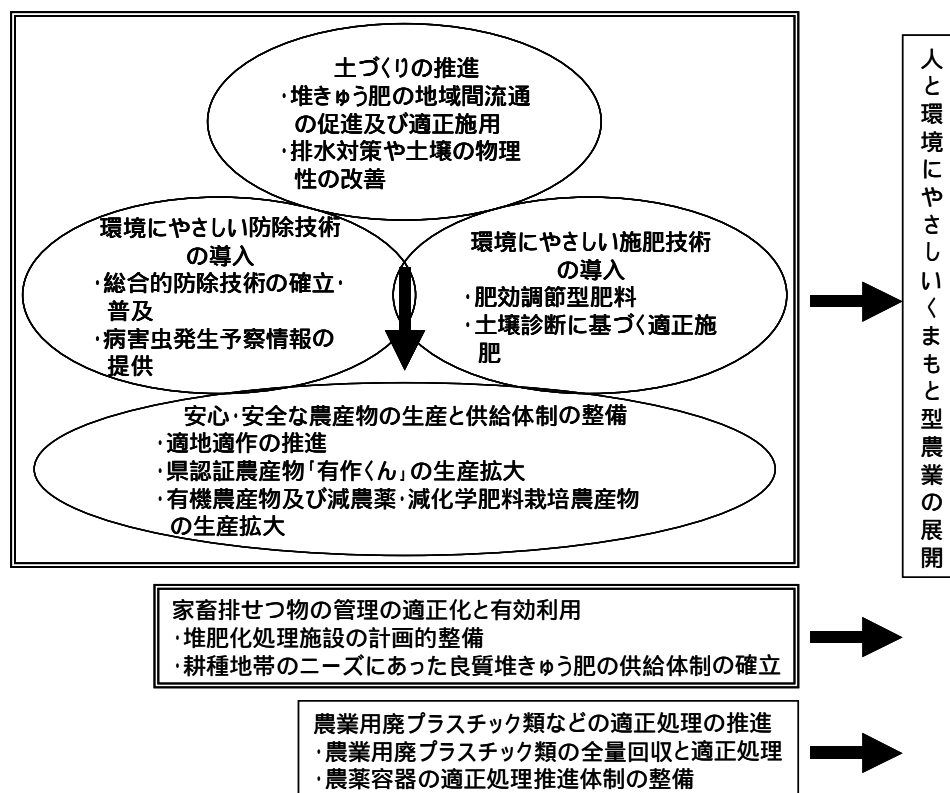 土づくりの推進
・堆きゅう肥の地域間流通
の促進及び適正施用
・排水対策や土壌の物理
性の改善
環境にやさしい防除技術
の導入
・総合的防除技術の確立・
普及
・病害虫発生予察情報の
提供
環境にやさしい施肥技術
の導入
・肥効調節型肥料
・土壌診断に基づく適正施
肥
安心・安全な農産物の生産と供給体制の整備
・適地適作の推進
・県認証農産物「有作くん」の生産拡大
・有機農産物及び減農薬・減化学肥料栽培農産物
の生産拡大
人と環境にやさしいくまもと型農業の展開
家畜排せつ物の管理の適正化と有効利用
・堆肥化処理施設の計画的整備
・耕種地帯のニーズにあった良質堆きゅう肥の供給体制の確立
農業用廃プラスチック類などの適正処理の推進
・農業用廃プラスチック類の全量回収と適正処理
・農薬容器の適正処理推進体制の整備